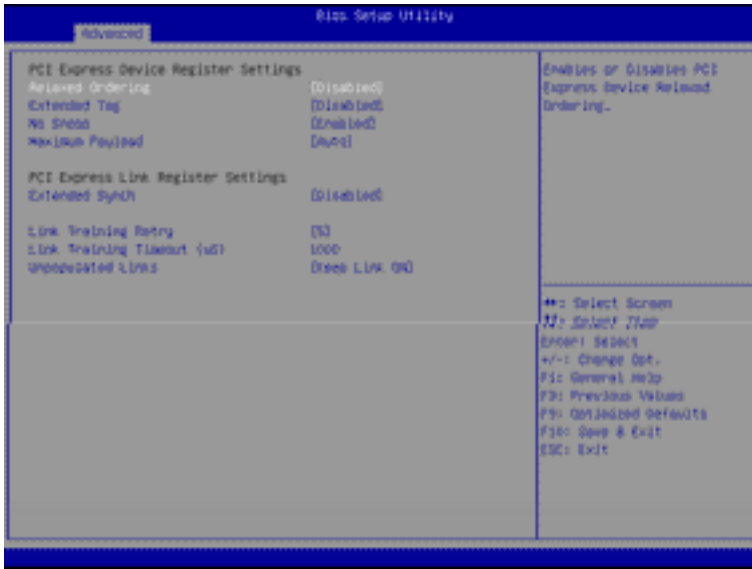 Bios Setup Utility
Advanced
PCI Express Device Register Settings
Relaxed Ordering [Disabled]
Extended Tag [Disabled]
No Snoop [Enabled]
Maximum Payload [Auto]
PCI Express Link Register Settings
Extended Synch [Disabled]
Link Training Retry [5]
Link Training Timeout (uS) 1000
Unpopulated Links [Keep Link ON]
Enables or Disables PCI
Express Device Relaxed
Ordering.
: Select Screen
: Select Item
Enter: Select
+/-: Change Opt.
F1: General Help
Previous Values
F9: Optimized Defaults
F10: Save & Exit
ESC: Exit